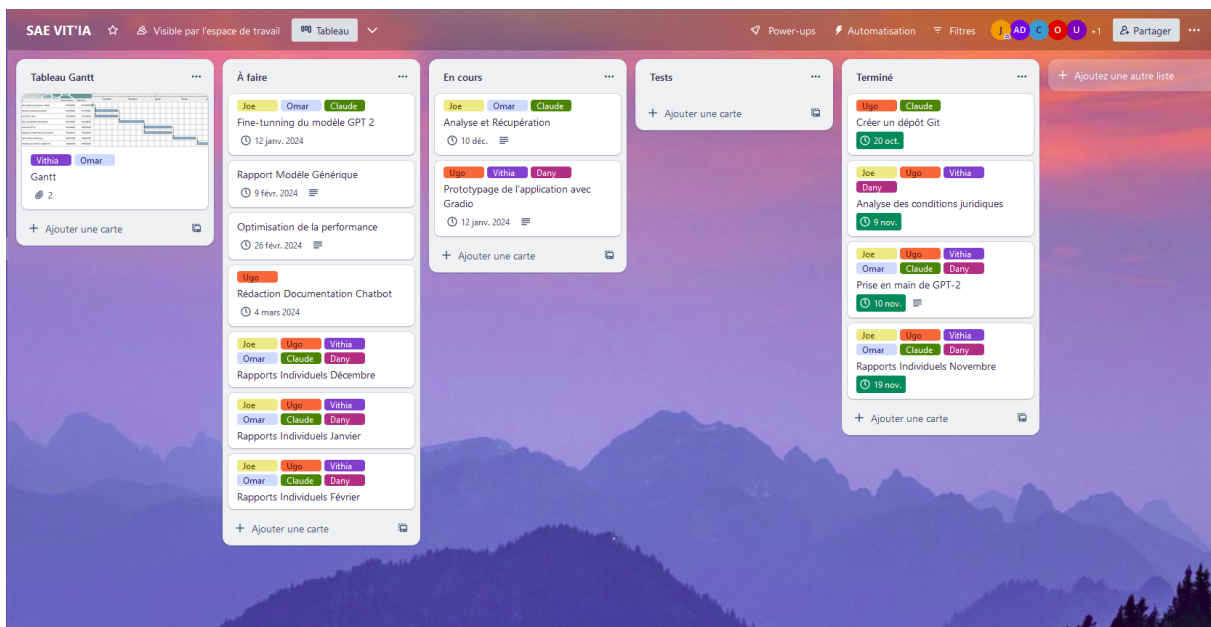 SAE VIT'IA
Visible par l'espace de travail
Tableau
Power-ups
Automatisation
Filtres
J AD C O U +1
Partager
Tableau Gantt
Vithia Omar
Gantt
2
+ Ajouter une carte
À faire
Joe Omar Claude
Fine-tunning du modèle GPT 2
12 janv. 2024
Rapport Modèle Générique
9 févr. 2024
Optimisation de la performance
26 févr. 2024
Ugo
Rédaction Documentation Chatbot
4 mars 2024
Joe Ugo Vithia
Omar Claude Dany
Rapports Individuels Décembre
Joe Ugo Vithia
Omar Claude Dany
Rapports Individuels Janvier
Joe Ugo Vithia
Omar Claude Dany
Rapports Individuels Février
+ Ajouter une carte
En cours
Joe Omar Claude
Analyse et Récupération
10 déc.
Ugo Vithia Dany
Prototypage de l'application avec
Gradio
12 janv. 2024
+ Ajouter une carte
Tests
+ Ajouter une carte
Terminé
Ugo Claude
Créer un dépôt Git
20 oct.
Joe Ugo Vithia
Dany
Analyse des conditions juridiques
9 nov.
Joe Ugo Vithia
Omar Claude Dany
Prise en main de GPT-2
10 nov.
Joe Ugo Vithia
Omar Claude Dany
Rapports Individuels Novembre
19 nov.
+ Ajouter une carte
+ Ajoutez une autre liste